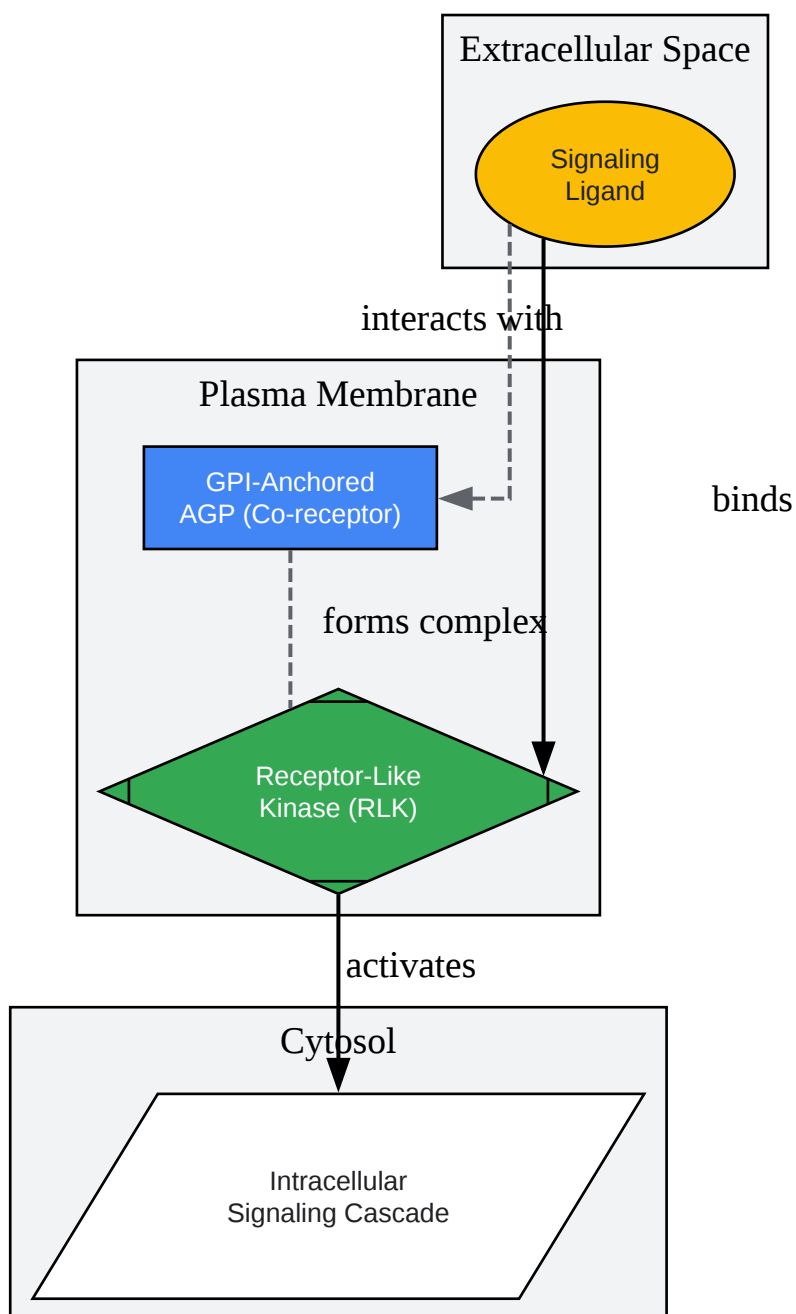 Extracellular Space
Signaling
Ligand
interacts with
Plasma Membrane
GPI-Anchored
AGP (Co-receptor)
binds
forms complex
Receptor-Like
Kinase (RLK)
activates
Cytosol
Intracellular
Signaling Cascade